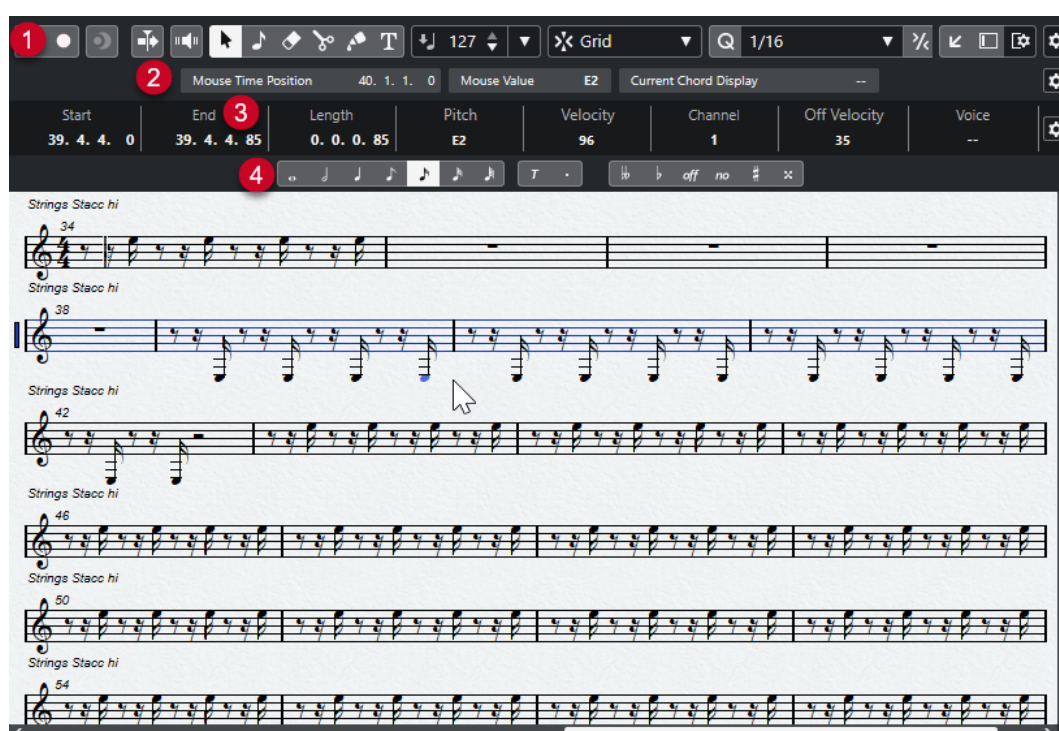 1 T 127 Grid Q 1/16
2 Mouse Time Position 40. 1. 1. 0 Mouse Value E2 Current Chord Display --
3
Start End Length Pitch Velocity Channel Off Velocity Voice
39. 4. 4. 0 39. 4. 4. 85 0. 0. 0. 85 E2 96 1 35 --
4 T . off no
Strings Stacc hi
34
4
4
Strings Stacc hi
38
Strings Stacc hi
42
Strings Stacc hi
46
Strings Stacc hi
50
Strings Stacc hi
54